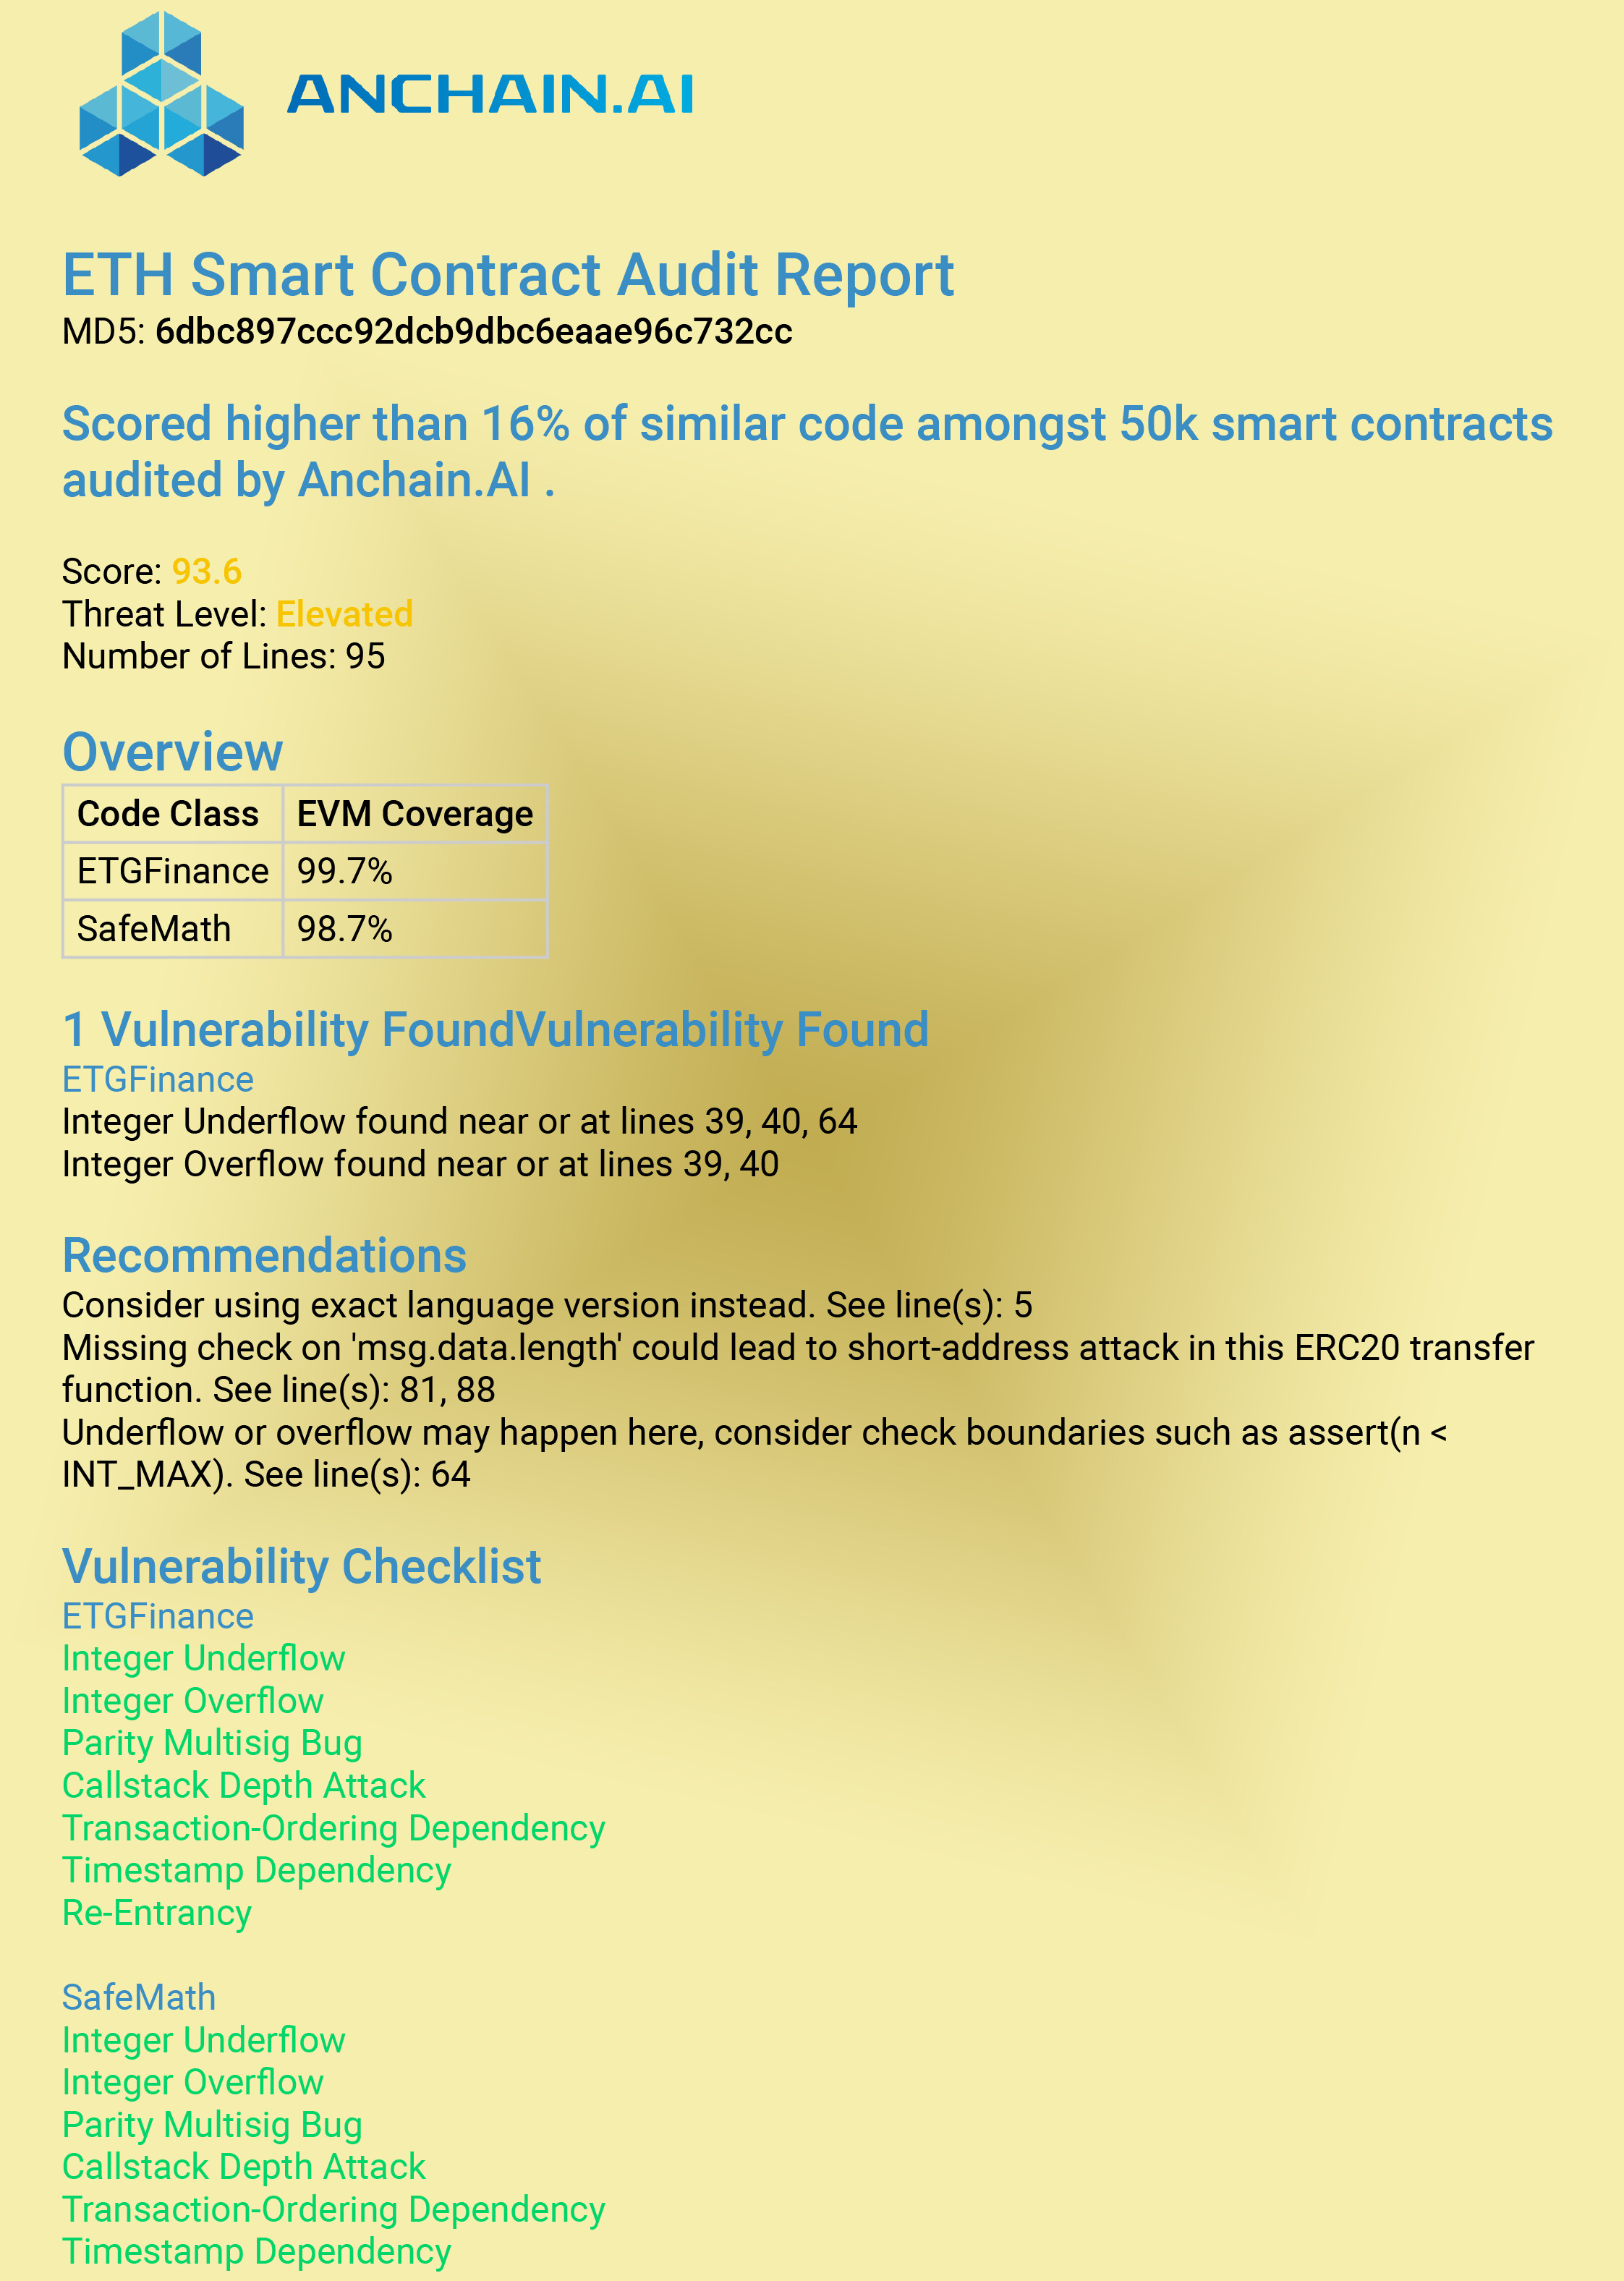 ANCHAIN.AI
ETH Smart Contract Audit Report
MD5: 6dbc897ccc92dcb9dbc6eaae96c732cc
Scored higher than 16% of similar code amongst 50k smart contracts
audited by Anchain.AI .
Score: 93.6
Threat Level: Elevated
Number of Lines: 95
Overview
Code Class EVM Coverage
ETGFinance 99.7%
SafeMath 98.7%
1 Vulnerability FoundVulnerability Found
ETGFinance
Integer Underflow found near or at lines 39, 40, 64
Integer Overflow found near or at lines 39, 40
Recommendations
Consider using exact language version instead. See line(s): 5
Missing check on 'msg.data.length' could lead to short-address attack in this ERC20 transfer
function. See line(s): 81, 88
Underflow or overflow may happen here, consider check boundaries such as assert(n <
INT_MAX). See line(s): 64
Vulnerability Checklist
ETGFinance
Integer Underflow
Integer Overflow
Parity Multisig Bug
Callstack Depth Attack
Transaction-Ordering Dependency
Timestamp Dependency
Re-Entrancy
SafeMath
Integer Underflow
Integer Overflow
Parity Multisig Bug
Callstack Depth Attack
Transaction-Ordering Dependency
Timestamp Dependency